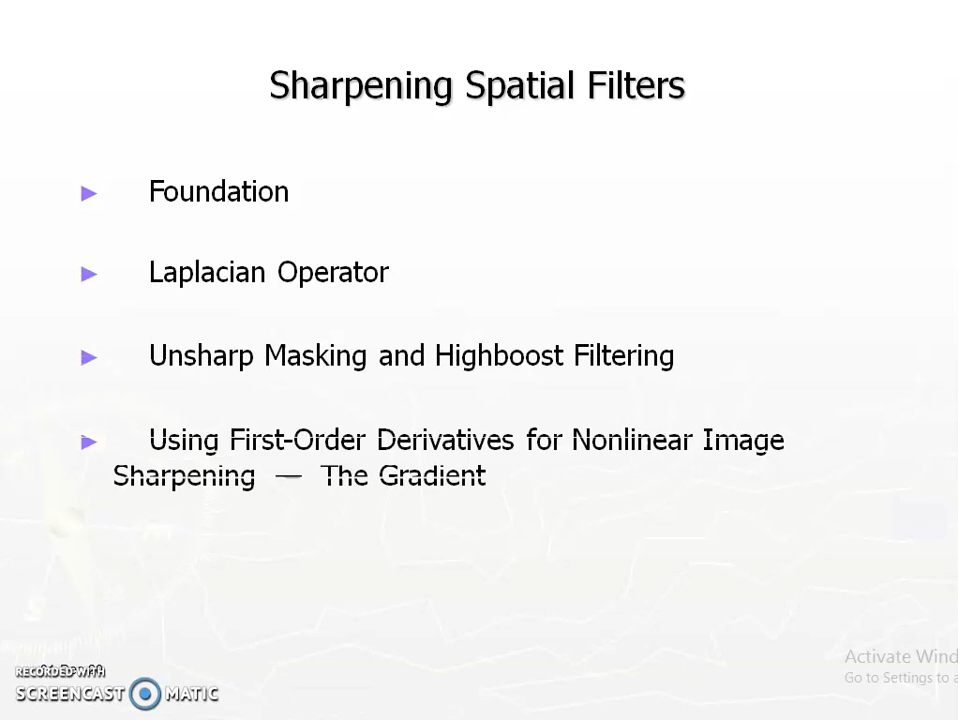 Sharpening Spatial Filters
► Foundation
► Laplacian Operator
► Unsharp Masking and Highboost Filtering
► Using First-Order Derivatives for Nonlinear Image
Sharpening — The Gradient
Activate Wind
Go to Settings to a
RECORDED WITH
SCREENCAST MATIC